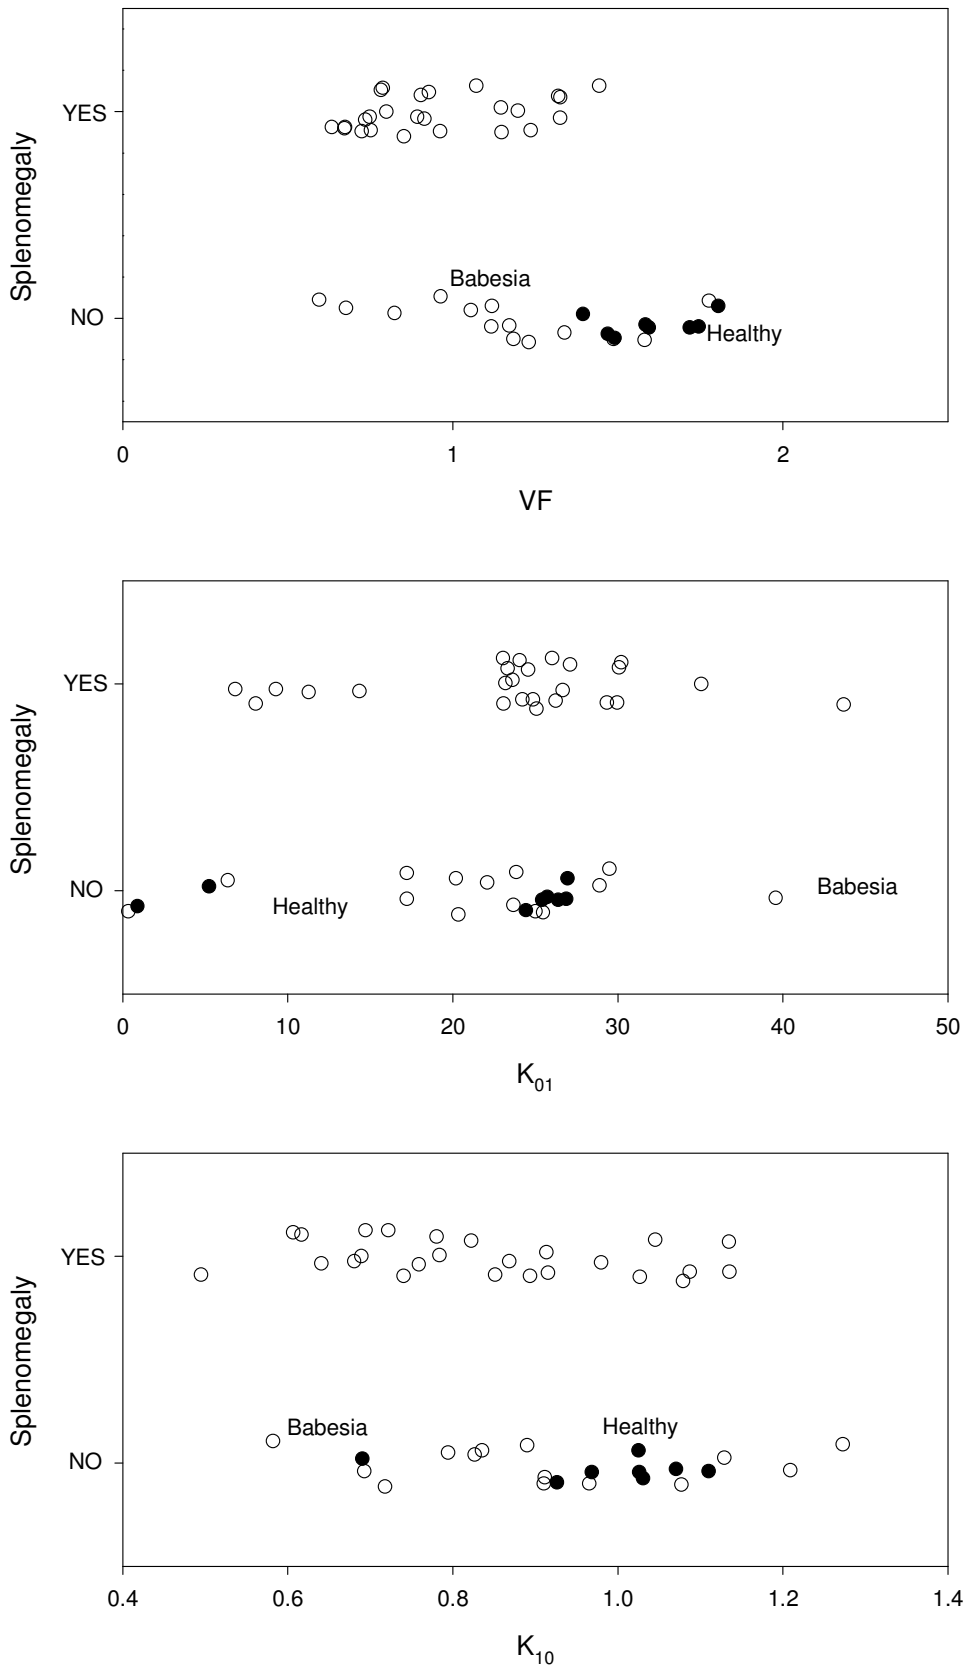 Splenomegaly
YES
NO
Babesia
Healthy
0 1 2
VF
Splenomegaly
YES
NO
Healthy
Babesia
0 10 20 30 40 50
K01
Splenomegaly
YES
NO
Babesia
Healthy
0.4 0.6 0.8 1.0 1.2 1.4
K10